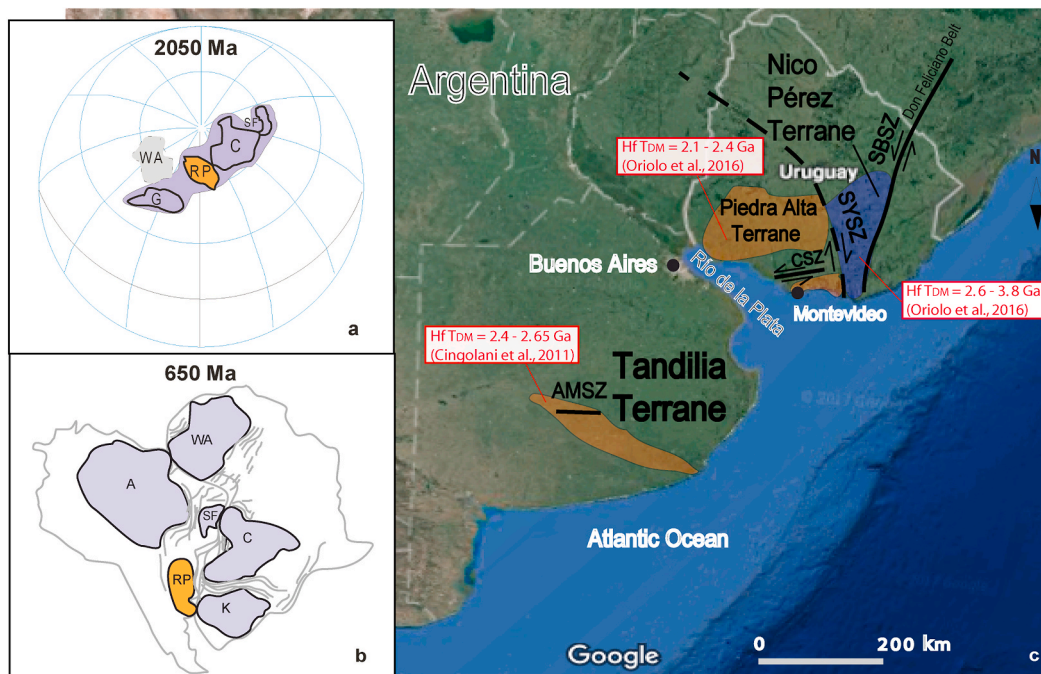 2050 Ma
SF
C
WA
RP
G
a
650 Ma
WA
A
SF
C
RP
K
b
Argentina
Nico
Pérez
Terrane
Don Feliciano Belt
SBSZ
Hf TDM = 2.1 - 2.4 Ga
(Oriolo et al., 2016)
Uruguay
N
Piedra Alta
Terrane
SYSZ
CSZ
Buenos Aires
Río de la Plata
Montevideo
Hf TDM = 2.6 - 3.8 Ga
(Oriolo et al., 2016)
Hf TDM = 2.4 - 2.65 Ga
(Cingolani et al., 2011)
Tandilia
Terrane
AMSZ
Atlantic Ocean
Google
0 200 km
c